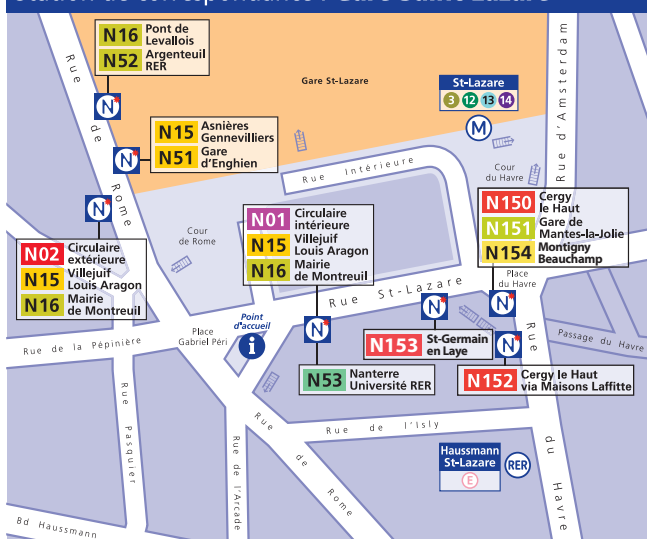 Station de correspondance : Gare Saint-Lazare
N16 Pont de Levallois
N52 Argenteuil RER
N
Rue de Rome
Gare St-Lazare
St-Lazare
3 12 13 14
M
Rue d'Amsterdam
N15 Asnières Gennevilliers
N51 Gare d'Enghien
N
Rue Intérieure
Cour du Havre
N
N02 Circulaire extérieure
N15 Villejuif Louis Aragon
N16 Mairie de Montreuil
Cour de Rome
N01 Circulaire intérieure
N15 Villejuif Louis Aragon
N16 Mairie de Montreuil
N150 Cergy le Haut
N151 Gare de Mantes-la-Jolie
N154 Montigny Beauchamp
Place du Havre
Rue St-Lazare
N
N
Point d'accueil
i
N
Place Gabriel Péri
Rue de la Pépinière
N153 St-Germain en Laye
N
Passage du Havre
N53 Nanterre Université RER
N152 Cergy le Haut via Maisons Laffitte
Rue Pasquier
Rue de l'Arcade
Rue de Rome
Rue de l'Isly
Haussmann St-Lazare
E
RER
Rue du Havre
Bd Haussmann